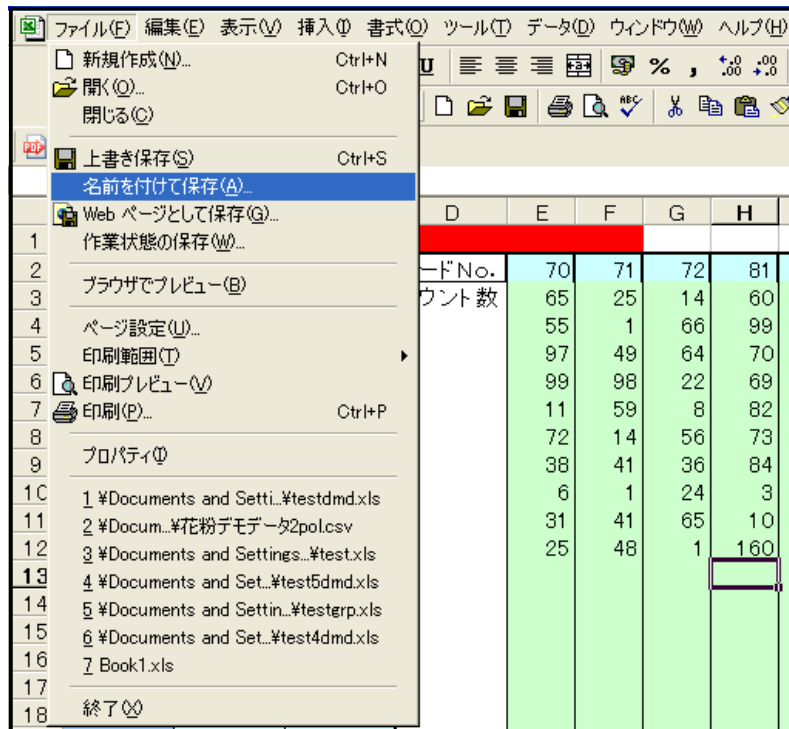 ファイル(F) 編集(E) 表示(V) 挿入(I) 書式(O) ツール(T) データ(D) ウィンドウ(W) ヘルプ(H)
新規作成(N)... Ctrl+N
開く(O)... Ctrl+O
閉じる(C)
上書き保存(S) Ctrl+S
名前を付けて保存(A)...
Web ページとして保存(G)...
作業状態の保存(W)...
ブラウザでプレビュー(B)
ページ設定(U)...
印刷範囲(T)
印刷プレビュー(V)
印刷(P)... Ctrl+P
プロパティ(I)
1 ¥Documents and Setti...¥testdmd.xls
2 ¥Docum...¥花粉デモデータ2pol.csv
3 ¥Documents and Settings...¥test.xls
4 ¥Documents and Set...¥test5dmd.xls
5 ¥Documents and Settin...¥testgrp.xls
6 ¥Documents and Set...¥test4dmd.xls
7 Book1.xls
終了(X)
U % , .00 .0
PDF ABC
D E F G H
1
2 ードNo. 70 71 72 81
3 ウント数 65 25 14 60
4 55 1 66 99
5 97 49 64 70
6 99 98 22 69
7 11 59 8 82
8 72 14 56 73
9 38 41 36 84
10 6 1 24 3
11 31 41 65 10
12 25 48 1 160
13
14
15
16
17
18